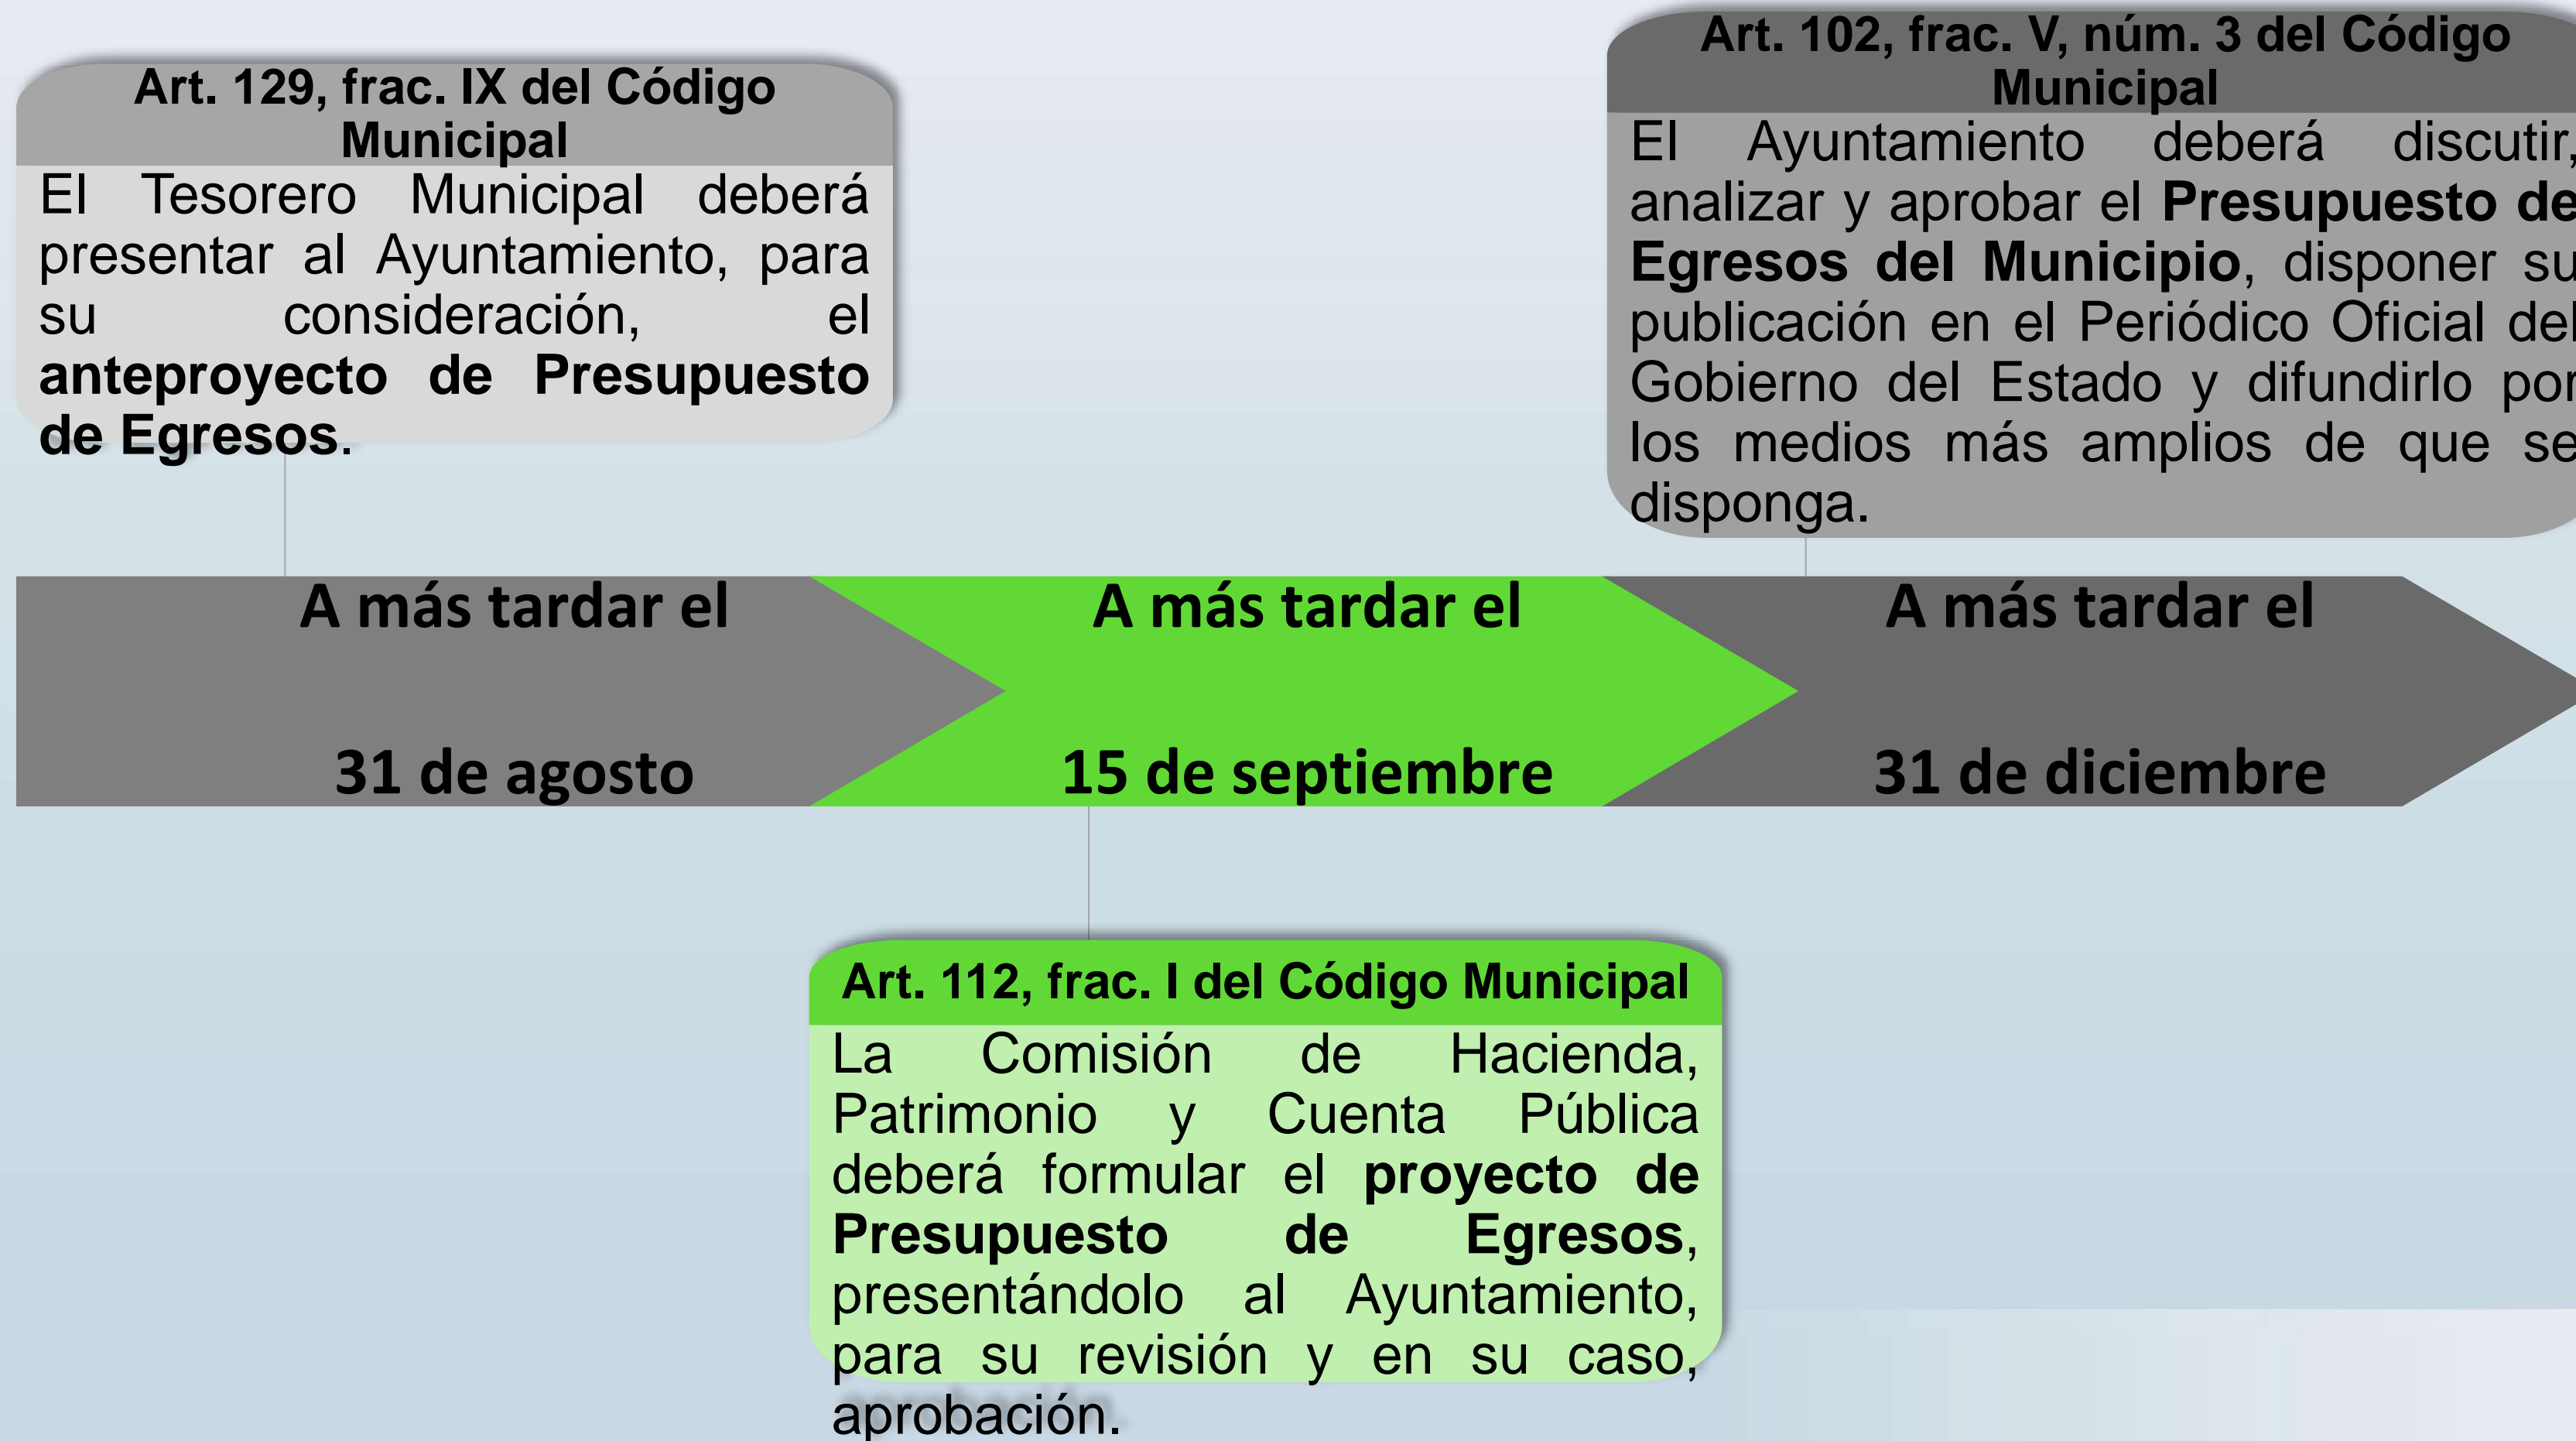 Art. 129, frac. IX del Código
Municipal
El Tesorero Municipal deberá
presentar al Ayuntamiento, para
su consideración, el
anteproyecto de Presupuesto
de Egresos.
Art. 102, frac. V, núm. 3 del Código
Municipal
El Ayuntamiento deberá discutir,
analizar y aprobar el Presupuesto de
Egresos del Municipio, disponer su
publicación en el Periódico Oficial del
Gobierno del Estado y difundirlo por
los medios más amplios de que se
disponga.
A más tardar el
31 de agosto
A más tardar el
15 de septiembre
A más tardar el
31 de diciembre
Art. 112, frac. I del Código Municipal
La Comisión de Hacienda,
Patrimonio y Cuenta Pública
deberá formular el proyecto de
Presupuesto de Egresos,
presentándolo al Ayuntamiento,
para su revisión y en su caso,
aprobación.